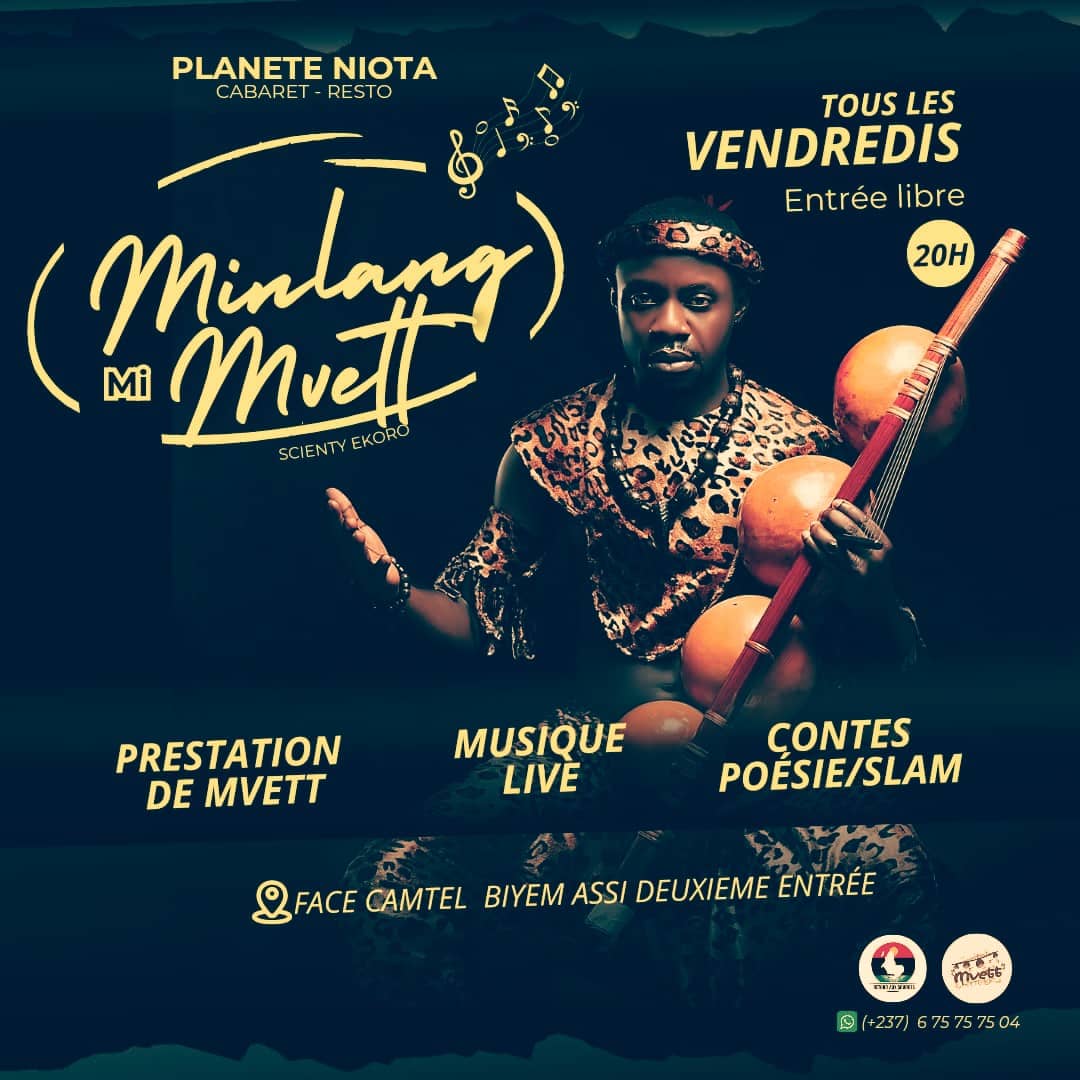 PLANETE NIOTA
CABARET - RESTO
TOUS LES
VENDREDIS
Entrée libre
20H
Minlang
Mi Mvett
SCIENTY EKORO
PRESTATION
DE MVETT
MUSIQUE
LIVE
CONTES
POÉSIE/SLAM
FACE CAMTEL BIYEM ASSI DEUXIEME ENTRÉE
Mvett
(+237) 6 75 75 75 04